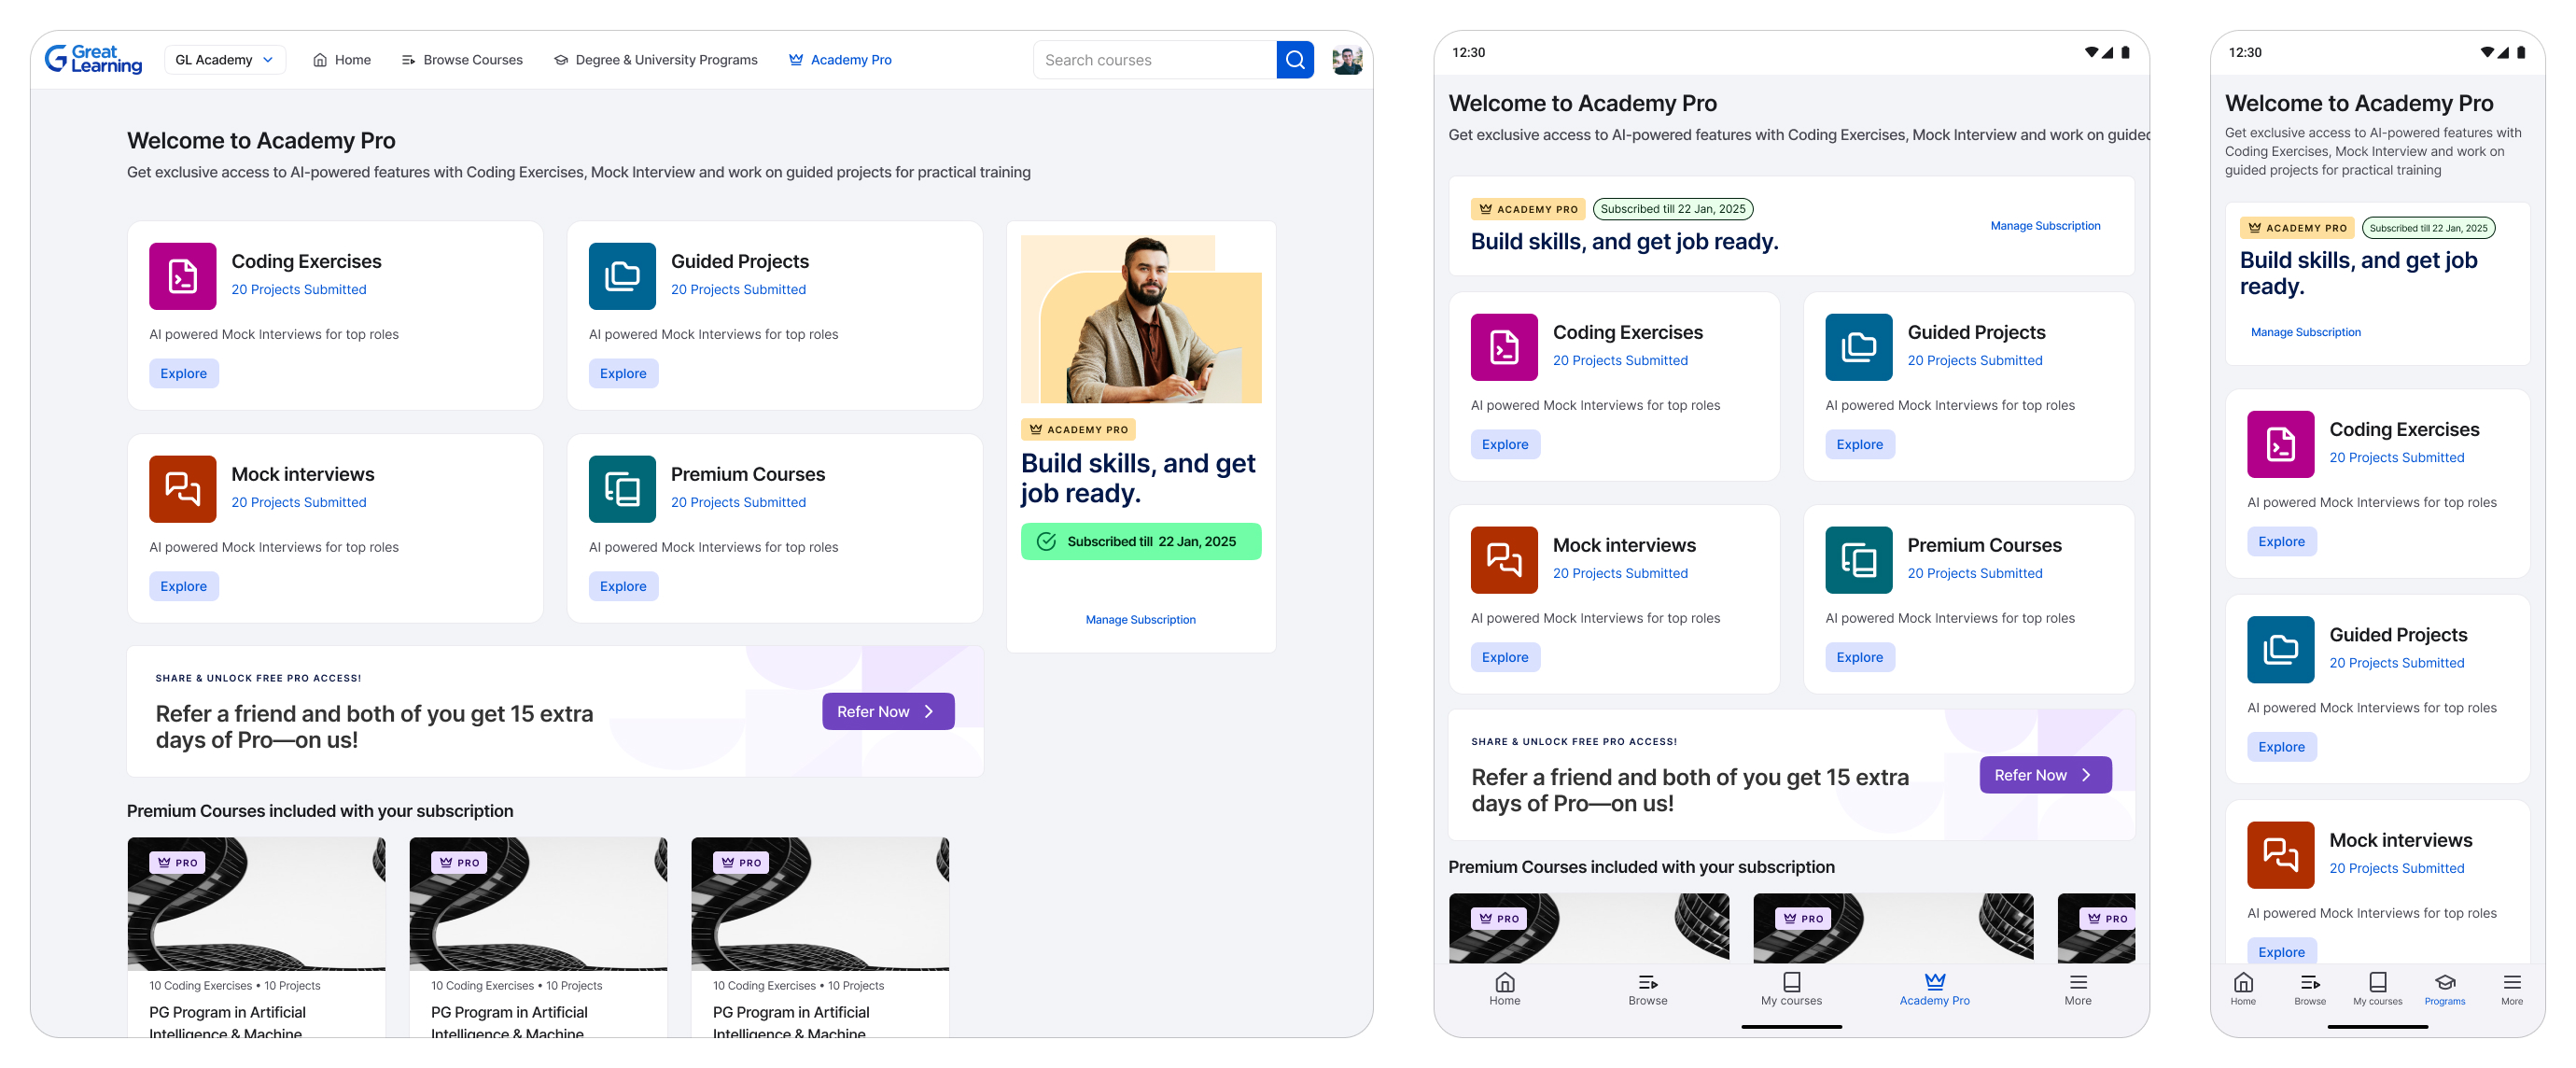 Great
Learning
GL Academy
Home
Browse Courses
Degree & University Programs
Academy Pro
Search courses
Welcome to Academy Pro
Get exclusive access to AI-powered features with Coding Exercises, Mock Interview and work on guided projects for practical training
Coding Exercises
20 Projects Submitted
AI powered Mock Interviews for top roles
Explore
Guided Projects
20 Projects Submitted
AI powered Mock Interviews for top roles
Explore
Mock interviews
20 Projects Submitted
AI powered Mock Interviews for top roles
Explore
Premium Courses
20 Projects Submitted
AI powered Mock Interviews for top roles
Explore
ACADEMY PRO
Build skills, and get
job ready.
Subscribed till 22 Jan, 2025
Manage Subscription
SHARE & UNLOCK FREE PRO ACCESS!
Refer a friend and both of you get 15 extra
days of Pro—on us!
Refer Now
Premium Courses included with your subscription
PRO
10 Coding Exercises • 10 Projects
PG Program in Artificial
Intelligence & Machine
PRO
10 Coding Exercises • 10 Projects
PG Program in Artificial
Intelligence & Machine
PRO
10 Coding Exercises • 10 Projects
PG Program in Artificial
Intelligence & Machine
12:30
Welcome to Academy Pro
Get exclusive access to AI-powered features with Coding Exercises, Mock Interview and work on guided
ACADEMY PRO
Subscribed till 22 Jan, 2025
Build skills, and get job ready.
Manage Subscription
Coding Exercises
20 Projects Submitted
AI powered Mock Interviews for top roles
Explore
Guided Projects
20 Projects Submitted
AI powered Mock Interviews for top roles
Explore
Mock interviews
20 Projects Submitted
AI powered Mock Interviews for top roles
Explore
Premium Courses
20 Projects Submitted
AI powered Mock Interviews for top roles
Explore
SHARE & UNLOCK FREE PRO ACCESS!
Refer a friend and both of you get 15 extra
days of Pro—on us!
Refer Now
Premium Courses included with your subscription
PRO
PRO
PRO
Home
Browse
My courses
Academy Pro
More
12:30
Welcome to Academy Pro
Get exclusive access to AI-powered features with
Coding Exercises, Mock Interview and work on
guided projects for practical training
ACADEMY PRO
Subscribed till 22 Jan, 2025
Build skills, and get job
ready.
Manage Subscription
Coding Exercises
20 Projects Submitted
AI powered Mock Interviews for top roles
Explore
Guided Projects
20 Projects Submitted
AI powered Mock Interviews for top roles
Explore
Mock interviews
20 Projects Submitted
AI powered Mock Interviews for top roles
Explore
Home
Browse
My courses
Programs
More